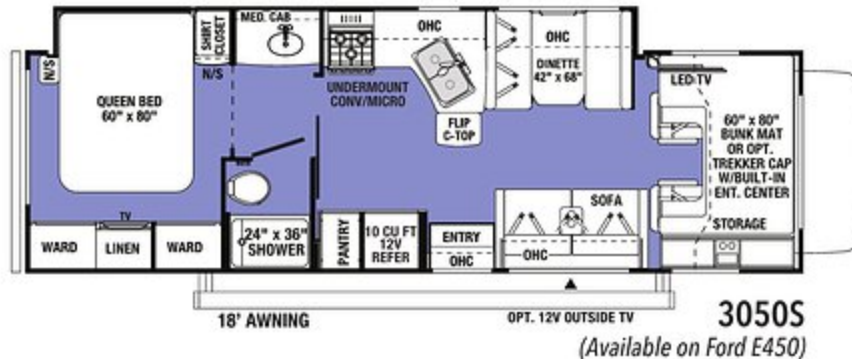 MED. CAB
SHIRT
CLOSET
N/S
N/S
QUEEN BED
60" x 80"
OHC
UNDERMOUNT
CONV/MICRO
FLIP
C-TOP
OHC
DINETTE
42" x 68"
LED TV
60" x 80"
BUNK MAT
OR OPT.
TREKKER CAP
W/BUILT-IN
ENT. CENTER
STORAGE
TV
WARD
LINEN
WARD
24" x 36"
SHOWER
PANTRY
10 CU FT
12V
REFER
ENTRY
OHC
SOFA
OHC
18' AWNING
OPT. 12V OUTSIDE TV
3050S
(Available on Ford E450)